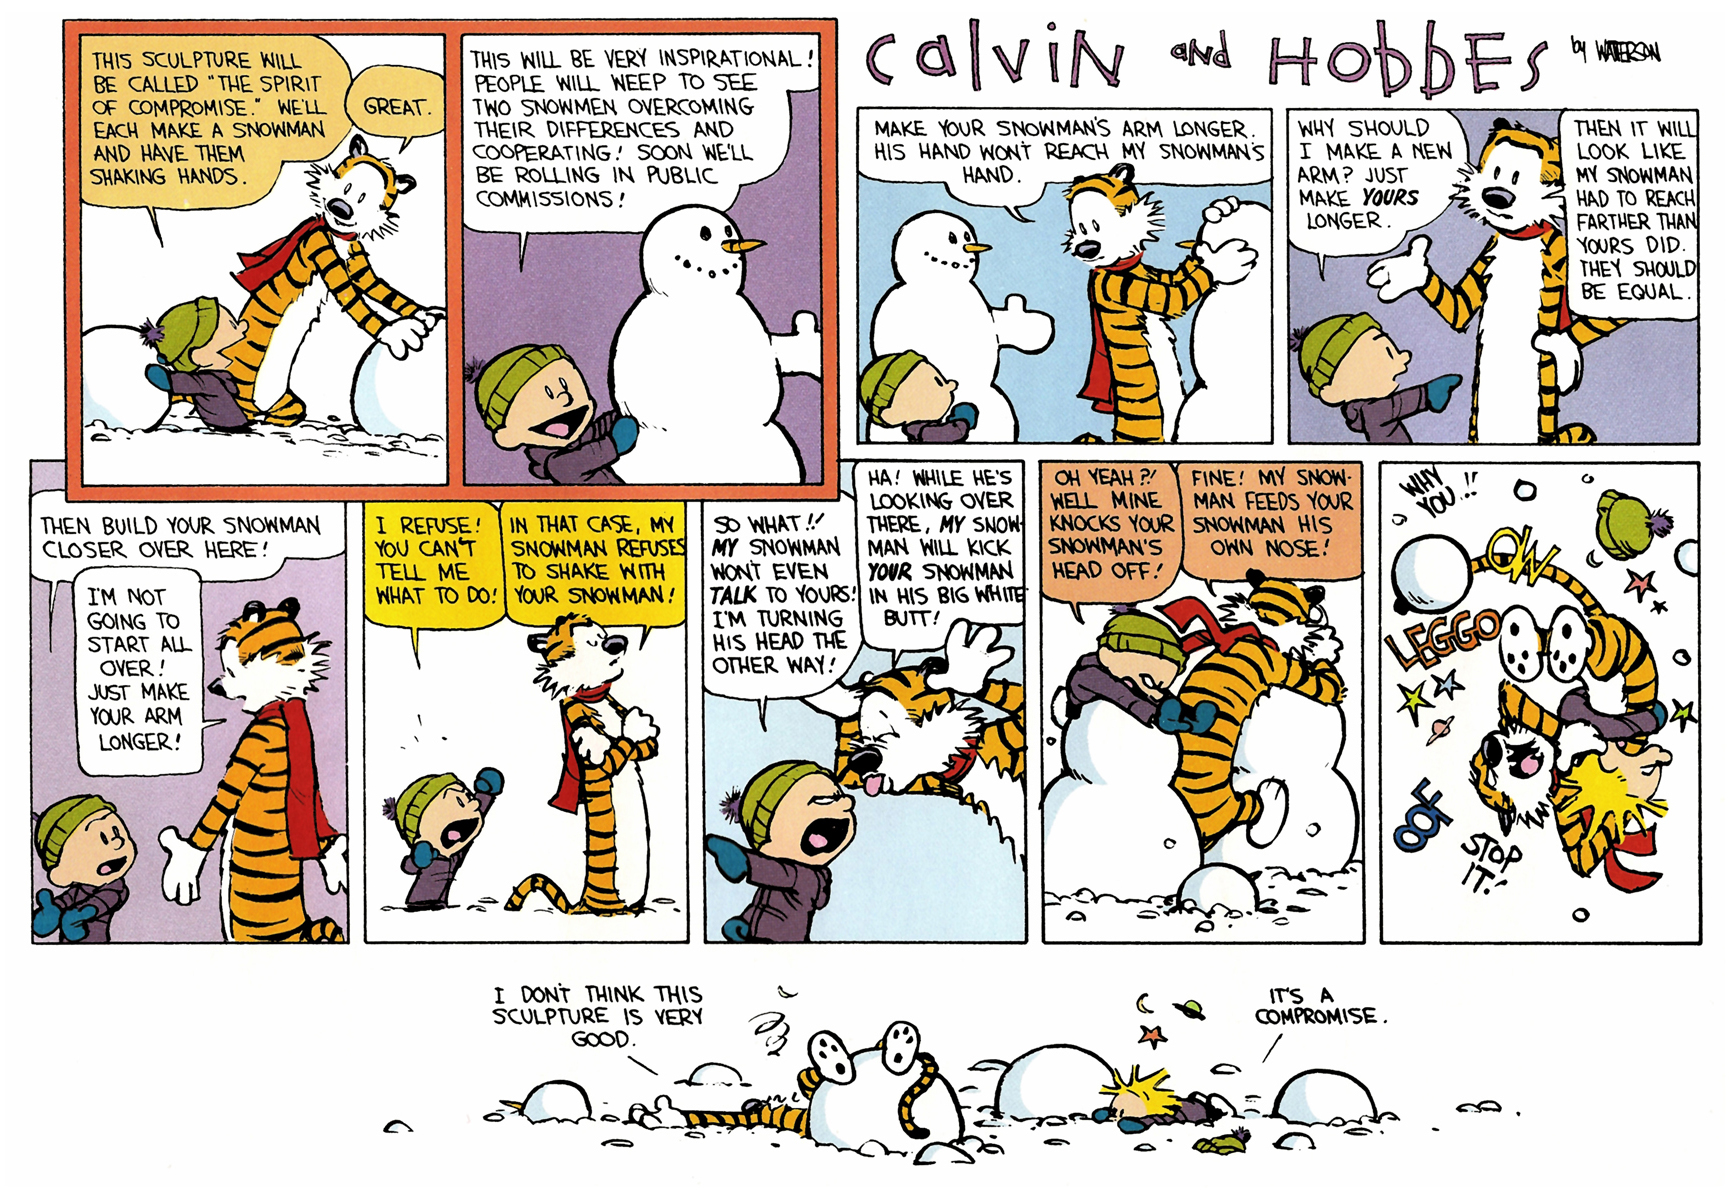 THIS SCULPTURE WILL
BE CALLED "THE SPIRIT
OF COMPROMISE." WE'LL
EACH MAKE A SNOWMAN
AND HAVE THEM
SHAKING HANDS.
GREAT.
THIS WILL BE VERY INSPIRATIONAL!
PEOPLE WILL WEEP TO SEE
TWO SNOWMEN OVERCOMING
THEIR DIFFERENCES AND
COOPERATING! SOON WE'LL
BE ROLLING IN PUBLIC
COMMISSIONS!
CALVIN and HOBBES
by WATTERSON
MAKE YOUR SNOWMAN'S ARM LONGER.
HIS HAND WON'T REACH MY SNOWMAN'S
HAND.
WHY SHOULD
I MAKE A NEW
ARM? JUST
MAKE YOURS
LONGER.
THEN IT WILL
LOOK LIKE
MY SNOWMAN
HAD TO REACH
FARTHER THAN
YOURS DID.
THEY SHOULD
BE EQUAL.
THEN BUILD YOUR SNOWMAN
CLOSER OVER HERE!
I'M NOT
GOING TO
START ALL
OVER!
JUST MAKE
YOUR ARM
LONGER!
I REFUSE!
YOU CAN'T
TELL ME
WHAT TO DO!
IN THAT CASE, MY
SNOWMAN REFUSES
TO SHAKE WITH
YOUR SNOWMAN!
SO WHAT!!
MY SNOWMAN
WON'T EVEN
TALK TO YOURS!
I'M TURNING
HIS HEAD THE
OTHER WAY!
HA! WHILE HE'S
LOOKING OVER
THERE, MY SNOW-
MAN WILL KICK
YOUR SNOWMAN
IN HIS BIG WHITE
BUTT!
OH YEAH?!
WELL MINE
KNOCKS YOUR
SNOWMAN'S
HEAD OFF!
FINE! MY SNOW-
MAN FEEDS YOUR
SNOWMAN HIS
OWN NOSE!
WHY
YOU..!!
OW
LEGGO
OOF
STOP
IT!
I DON'T THINK THIS
SCULPTURE IS VERY
GOOD.
IT'S A
COMPROMISE.